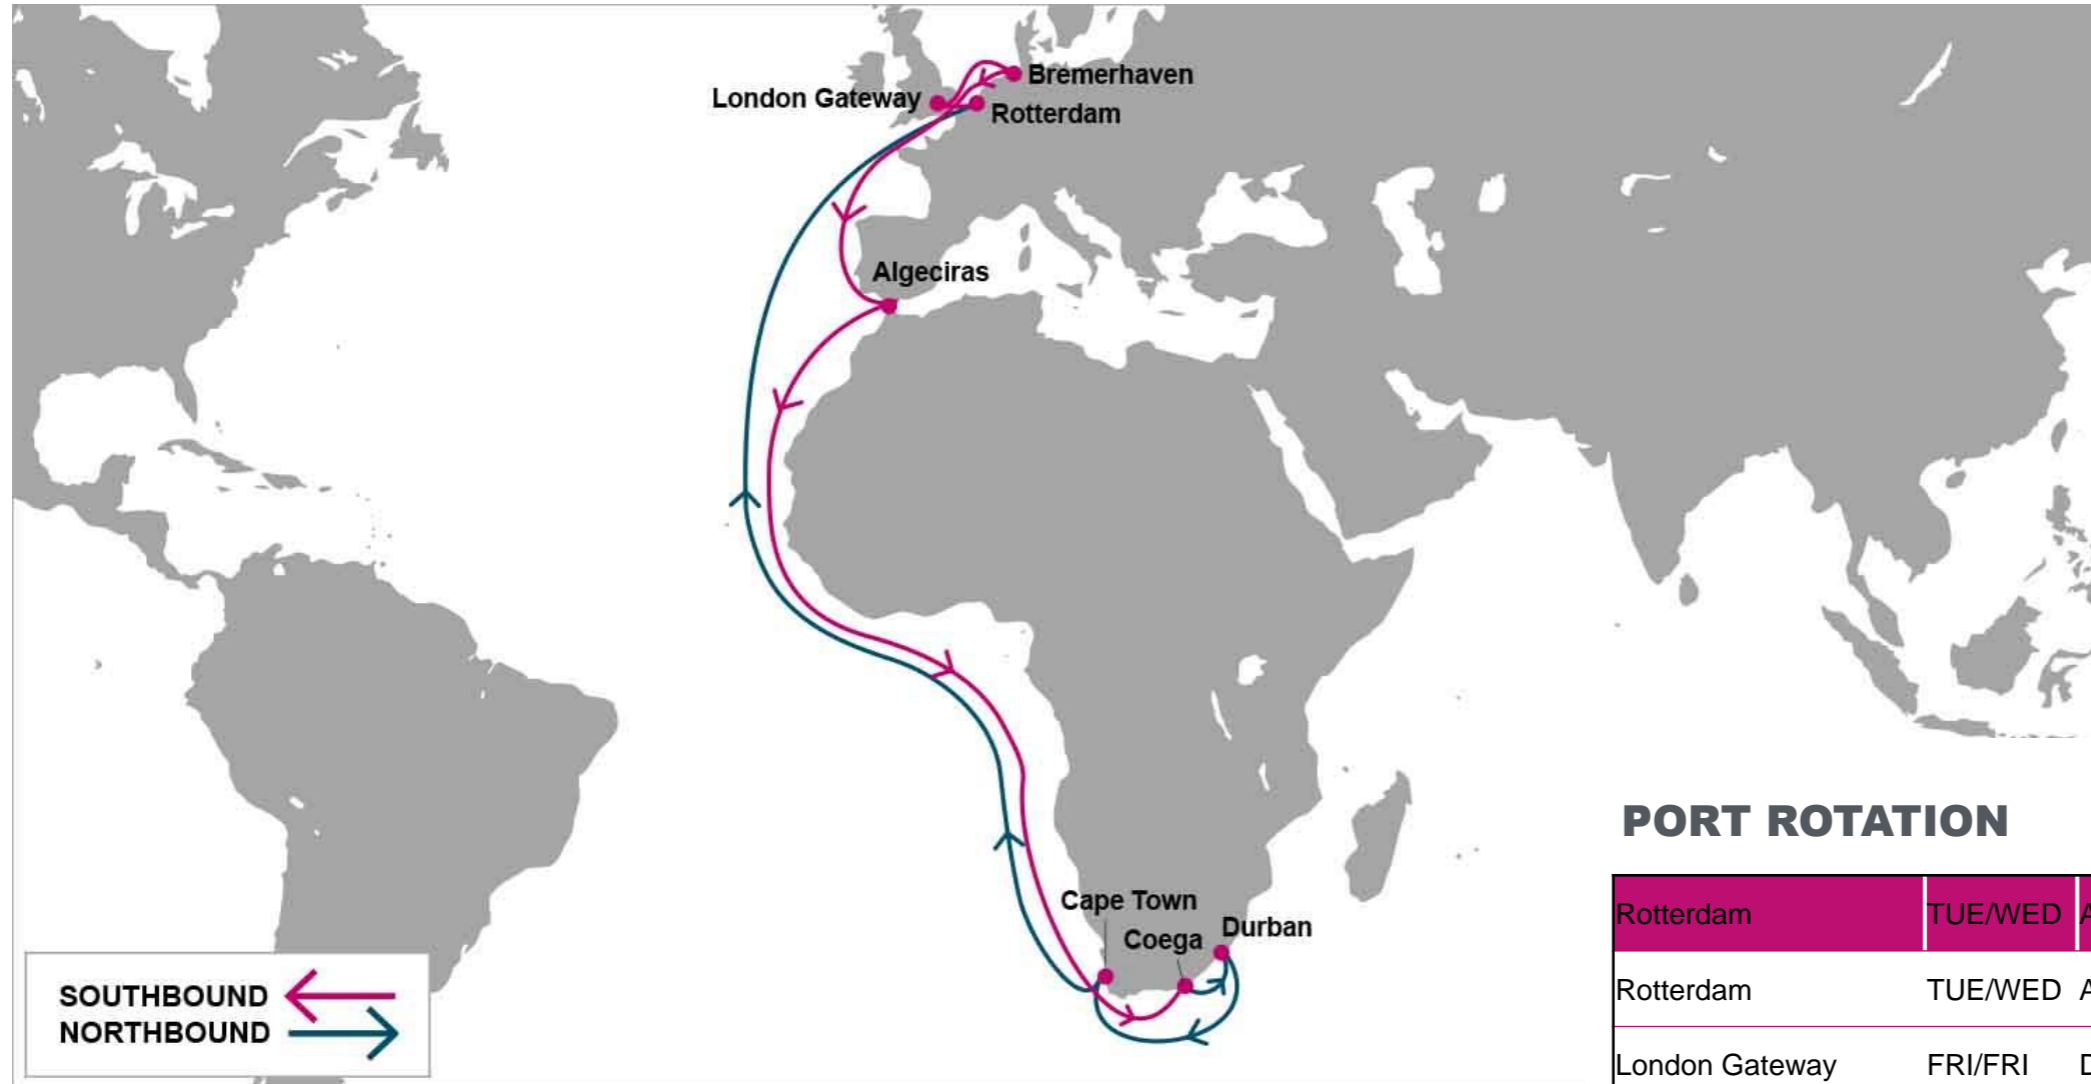 Bremerhaven
London Gateway
Rotterdam
Algeciras
Cape Town
Durban
Coega
SOUTHBOUND
NORTHBOUND
PORT ROTATION
Rotterdam TUE/WED
Rotterdam TUE/WED
London Gateway FRI/FRI